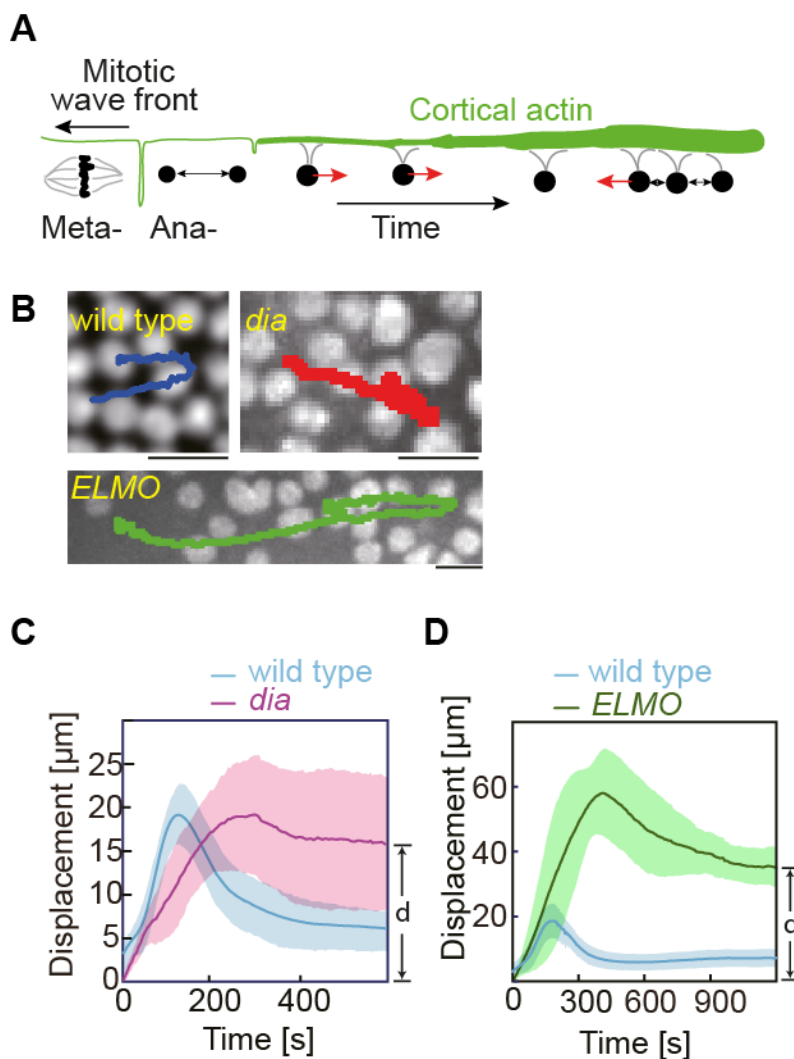 A
Mitotic
wave front
Cortical actin
Meta-
Ana-
Time
B
wild type
dia
ELMO
C
wild type
dia
Displacement [µm]
25
20
15
10
5
0
0
200
400
d
Time [s]
D
wild type
ELMO
Displacement [µm]
60
40
20
0
300
600
900
d
Time [s]